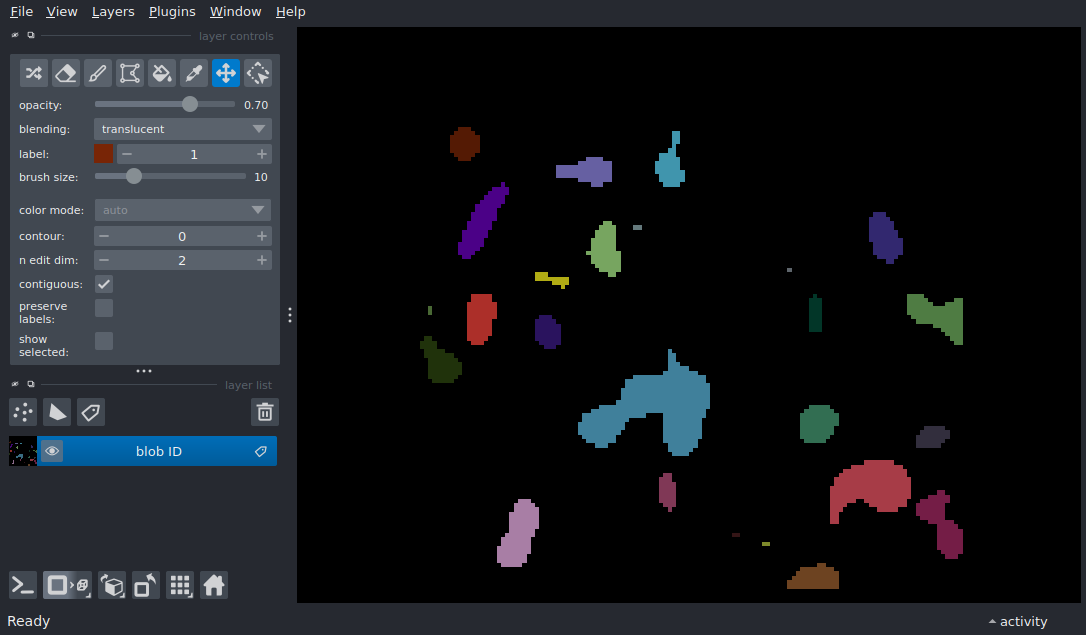 File View Layers Plugins Window Help
layer controls
opacity: 0.70
blending: translucent
label: 1
brush size: 10
color mode: auto
contour: 0
n edit dim: 2
contiguous:
preserve
labels:
show
selected:
layer list
blob ID
Ready
activity